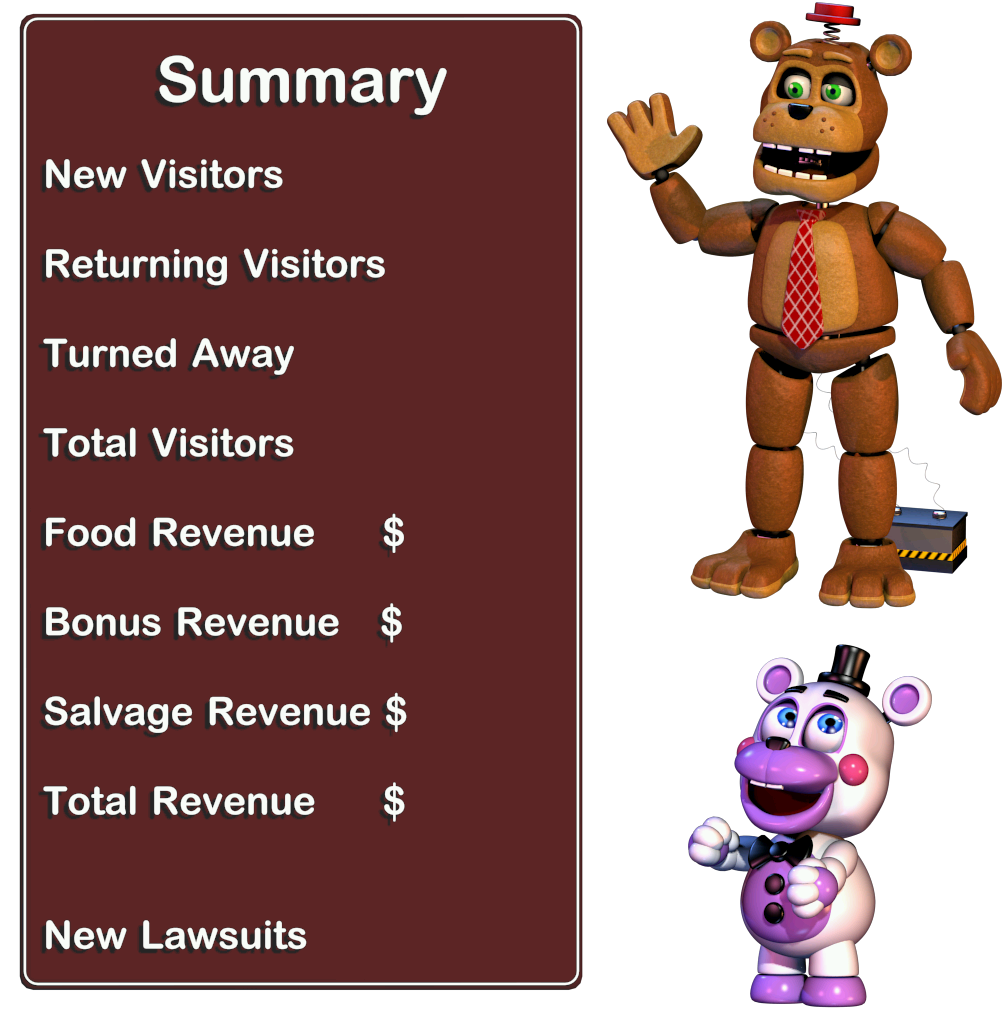 Summary
New Visitors
Returning Visitors
Turned Away
Total Visitors
Food Revenue $
Bonus Revenue $
Salvage Revenue $
Total Revenue $
New Lawsuits